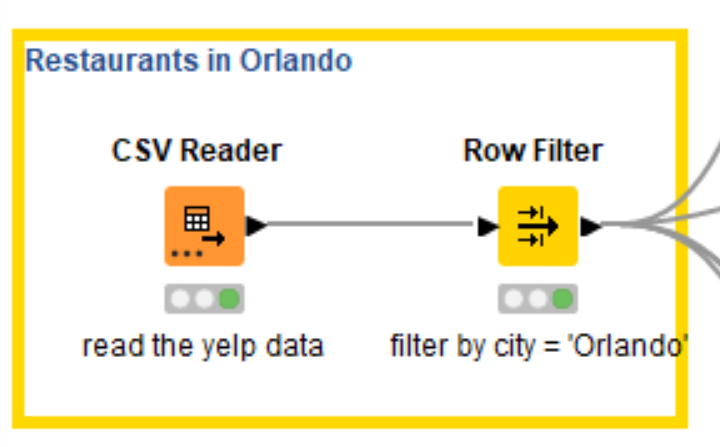 Restaurants in Orlando
CSV Reader
Row Filter
read the yelp data
filter by city = 'Orlando'